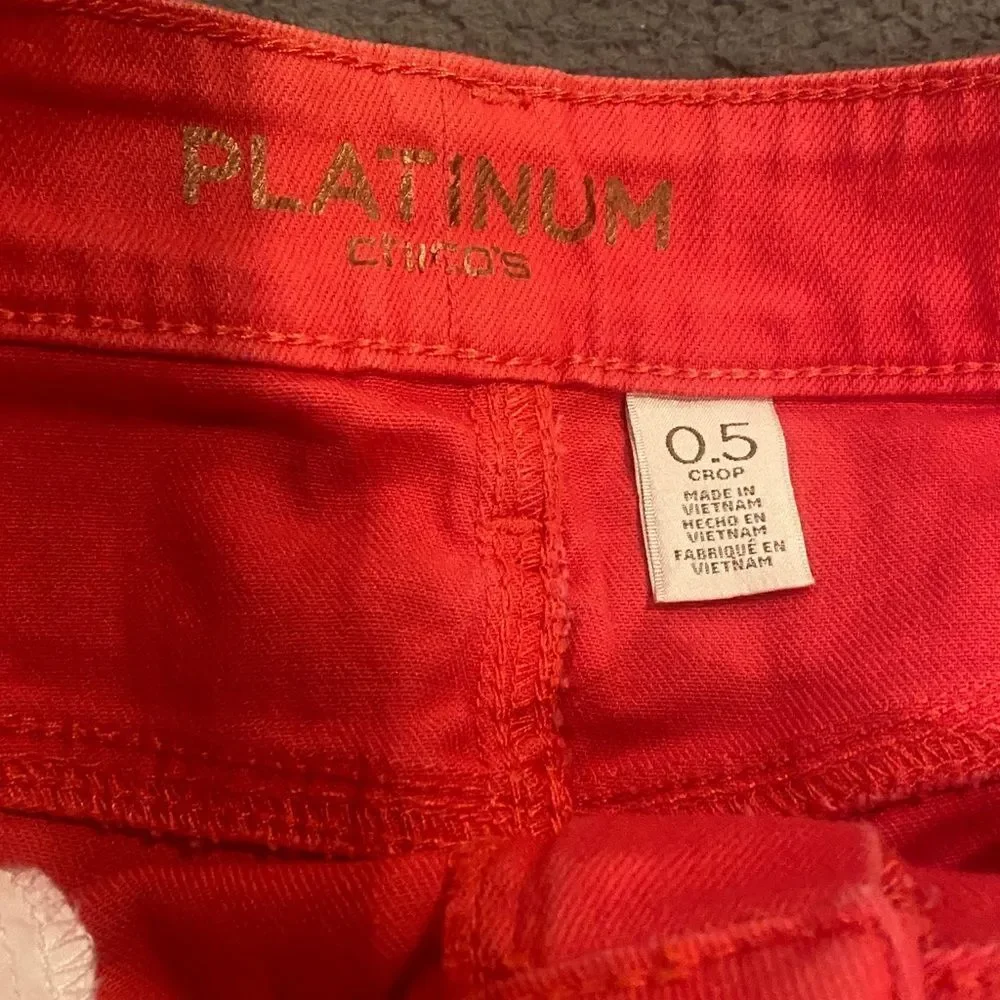 PLATINUM
chico's
0.5
CROP
MADE IN
VIETNAM
HECHO EN
VIETNAM
FABRIQUÉ EN
VIETNAM